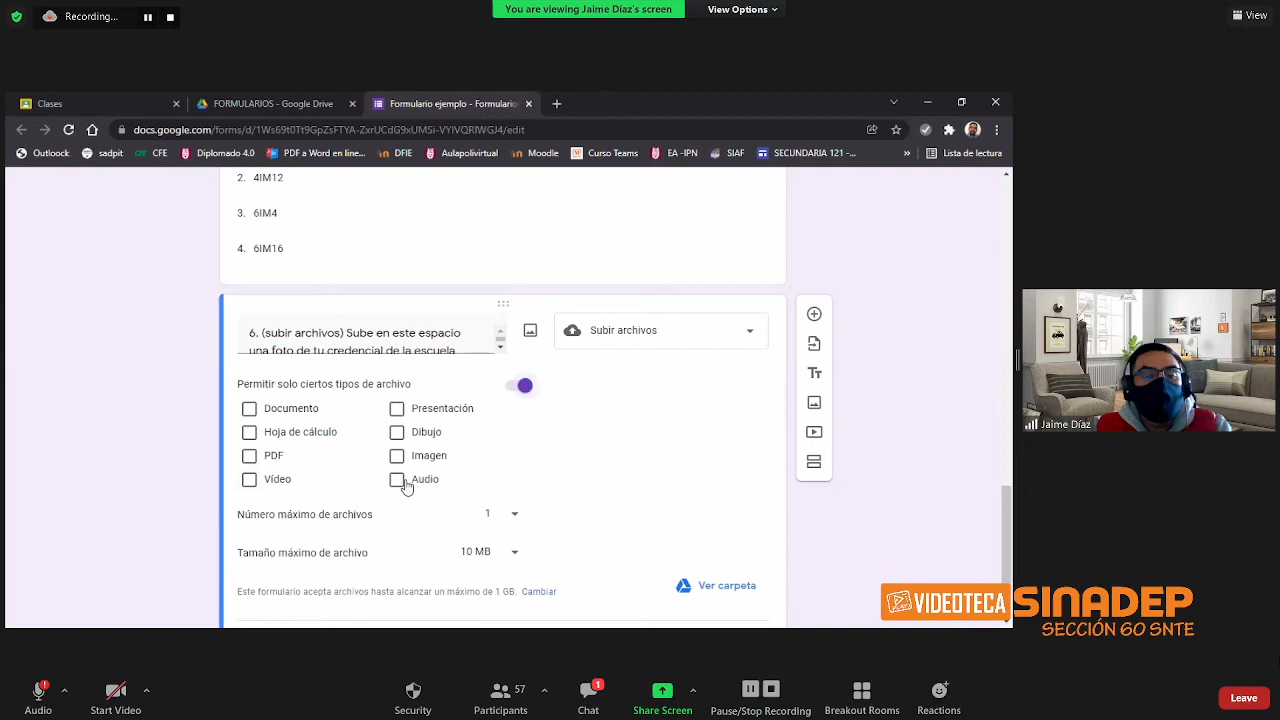 Recording...
You are viewing Jaime Díaz's screen
View Options
View
Clases
FORMULARIOS - Google Drive
Formulario ejemplo - Formulario
docs.google.com/forms/d/1Ws69t0Tt9GpZsFTYA-ZxrUCdG9xUMSi-VYlVQRlWGJ4/edit
Outloock
sadpit
CFE
Diplomado 4.0
PDF a Word en line...
DFIE
Aulapolivirtual
Moodle
Curso Teams
EA -IPN
SIAF
SECUNDARIA 121 -...
»
Lista de lectura
2. 4IM12
3. 6IM4
4. 6IM16
6. (subir archivos) Sube en este espacio
una foto de tu credencial de la escuela
Subir archivos
Permitir solo ciertos tipos de archivo
Documento
Presentación
Hoja de cálculo
Dibujo
PDF
Imagen
Vídeo
Audio
Número máximo de archivos 1
Tamaño máximo de archivo 10 MB
Este formulario acepta archivos hasta alcanzar un máximo de 1 GB. Cambiar
Ver carpeta
Tt
Jaime Díaz
VIDEOTECA
SINADEP
SECCIÓN 60 SNTE
Audio
Start Video
Security
Participants 57
Chat 1
Share Screen
Pause/Stop Recording
Breakout Rooms
Reactions
Leave